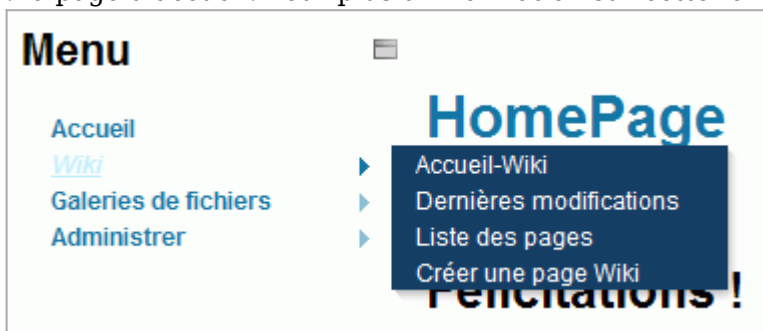 Menu
HomePage
Accueil
Wiki
Galeries de fichiers
Administrer
Accueil-Wiki
Dernières modifications
Liste des pages
Créer une page Wiki
Félicitations !